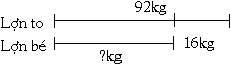 92kg
Lợn to
Lợn bé
16kg
?kg